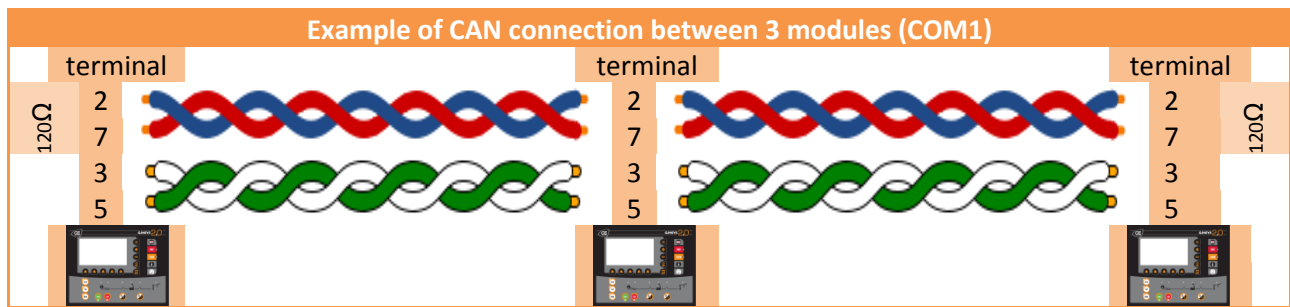 Example of CAN connection between 3 modules (COM1)
terminal terminal terminal
120Ω 2 2 2 120Ω
7 7 7
3 3 3
5 5 5